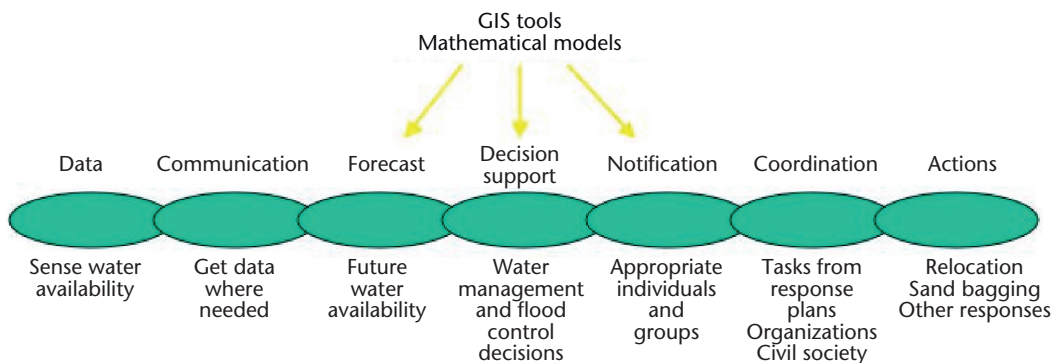 GIS tools
Mathematical models
Data
Communication
Forecast
Decision
support
Notification
Coordination
Actions
Sense water
availability
Get data
where
needed
Future
water
availability
Water
management
and flood
control
decisions
Appropriate
individuals
and
groups
Tasks from
response
plans
Organizations
Civil society
Relocation
Sand bagging
Other responses